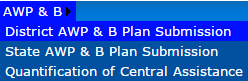 AWP & B
District AWP & B Plan Submission
State AWP & B Plan Submission
Quantification of Central Assistance